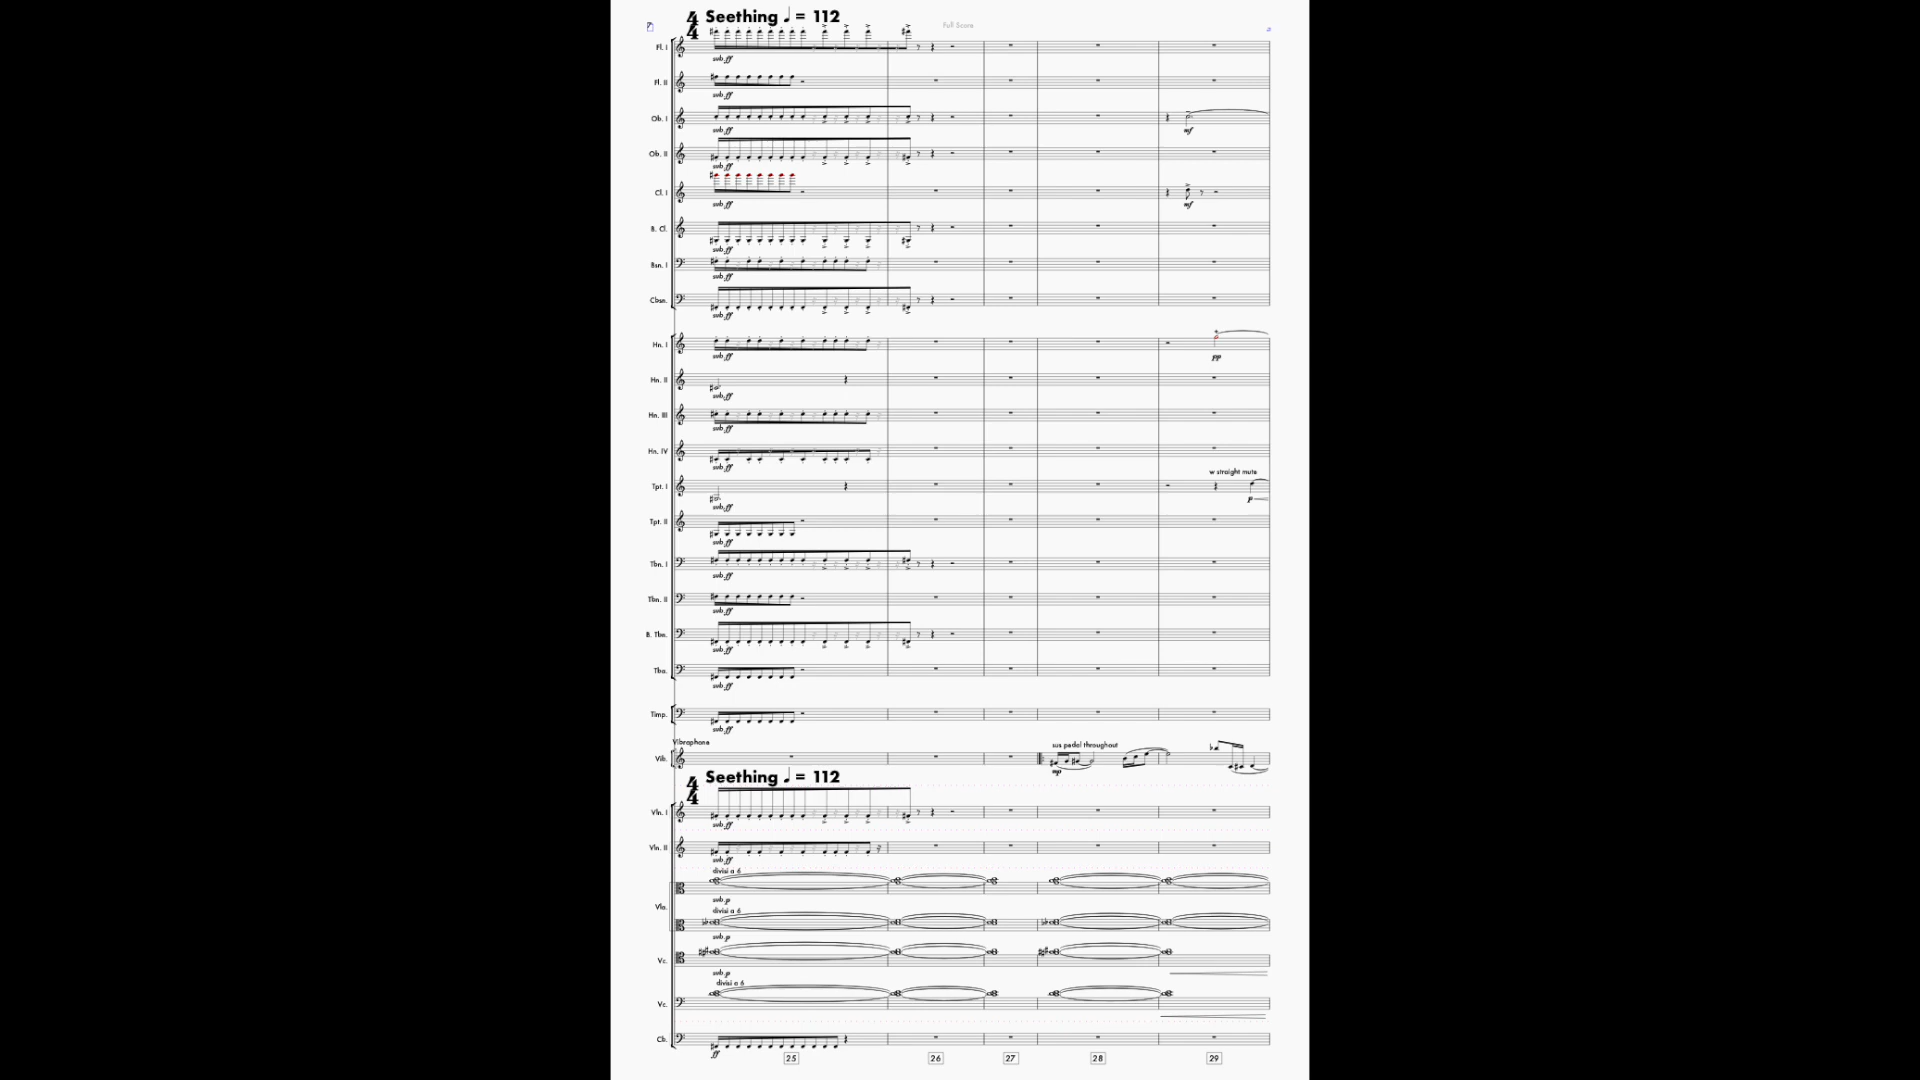 4/4 Seething ♩ = 112
Full Score
Fl. I
sub.ff
Fl. II
sub.ff
Ob. I
sub.ff mf
Ob. II
sub.ff
Cl. I
sub.ff mf
B. Cl.
sub.ff
Bsn. I
sub.ff
Cbsn.
sub.ff
Hn. I
sub.ff pp
Hn. II
sub.ff
Hn. III
sub.ff
Hn. IV
sub.ff
w straight mute
Tpt. I
sub.ff p
Tpt. II
sub.ff
Tbn. I
sub.ff
Tbn. II
sub.ff
B. Tbn.
sub.ff
Tba.
sub.ff
Timp.
sub.ff
Vibraphone
sus pedal throughout
Vib.
mp
4/4 Seething ♩ = 112
Vln. I
sub.ff
Vln. II
sub.ff
divisi a 6
sub.p
Vla.
divisi a 6
sub.p
Vc.
sub.p
divisi a 6
Vc.
Cb.
ff
25 26 27 28 29